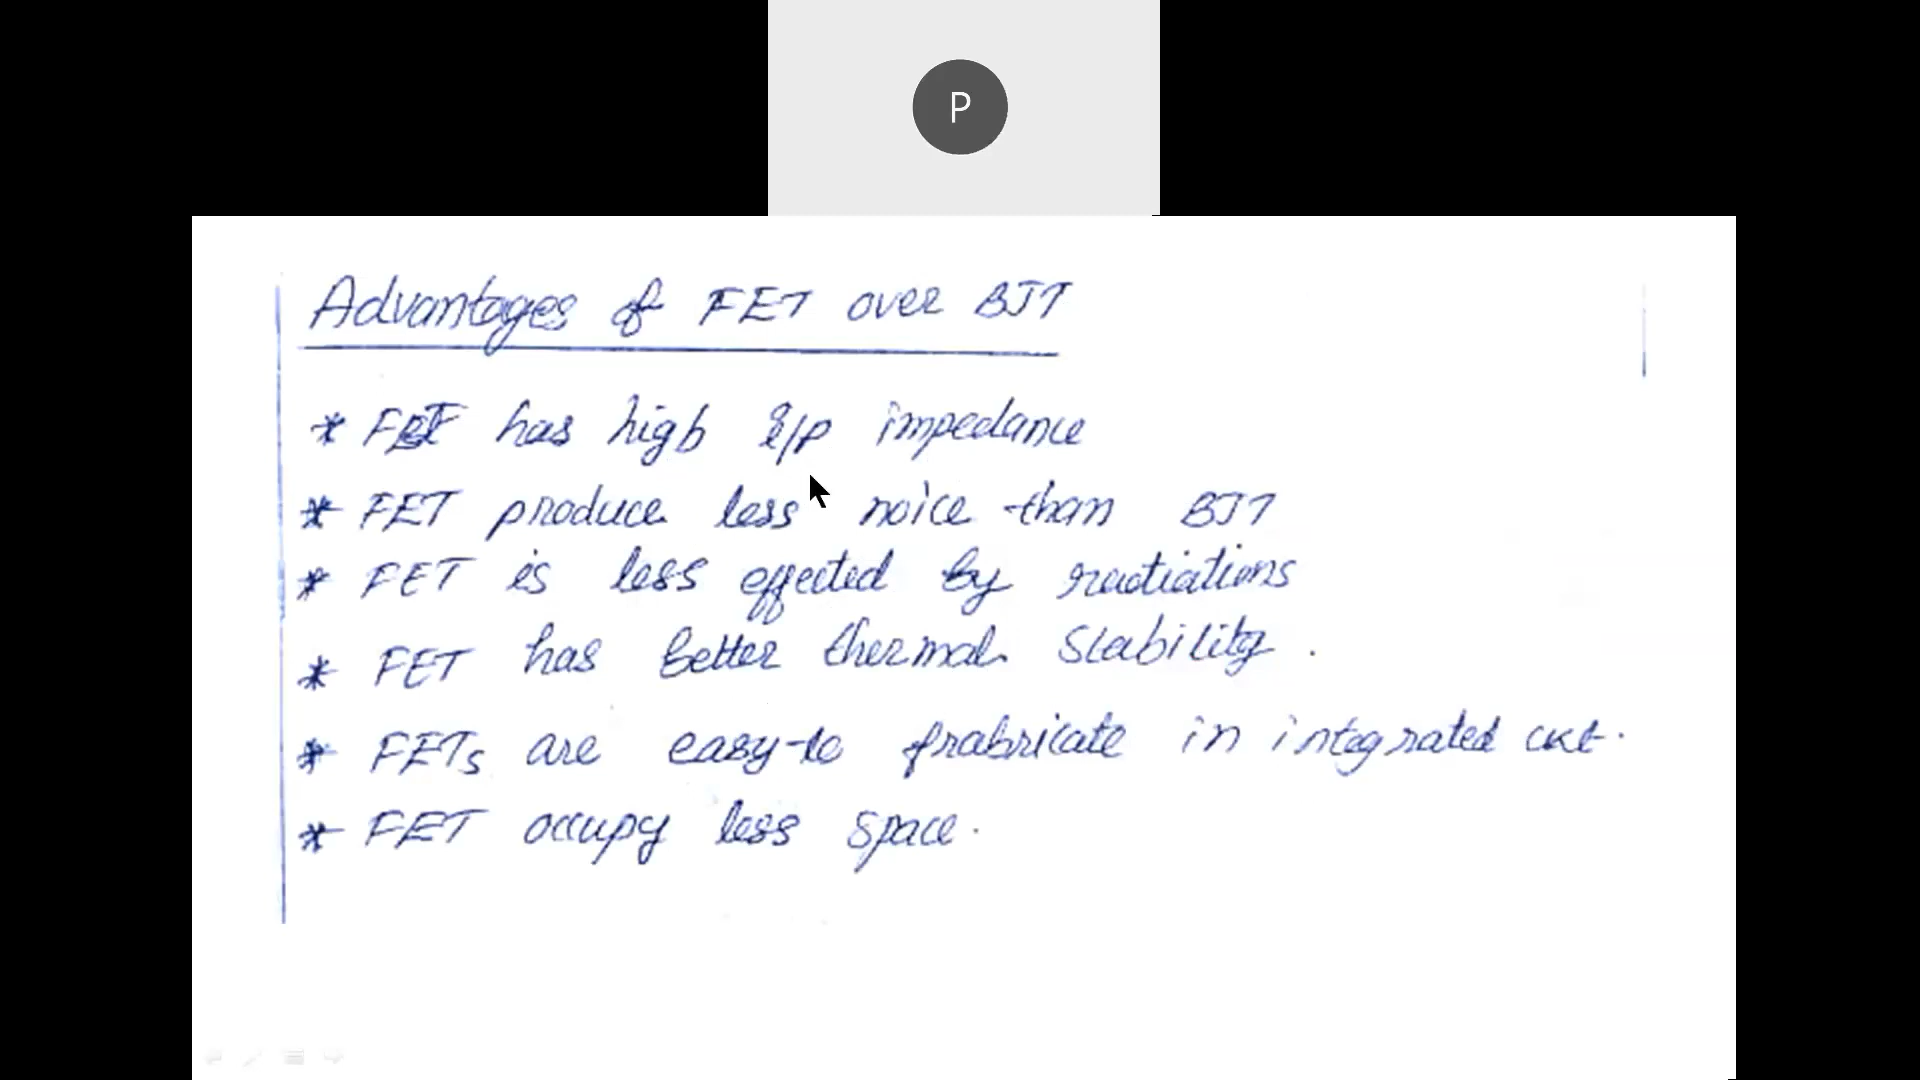 P
Advantages of FET over BJT
* FET has high i/p impedance
* FET produce less noice than BJT
* FET is less effected by radiations
* FET has better thermal Stability .
* FETs are easy to frabricate in integrated ckt.
* FET occupy less space.